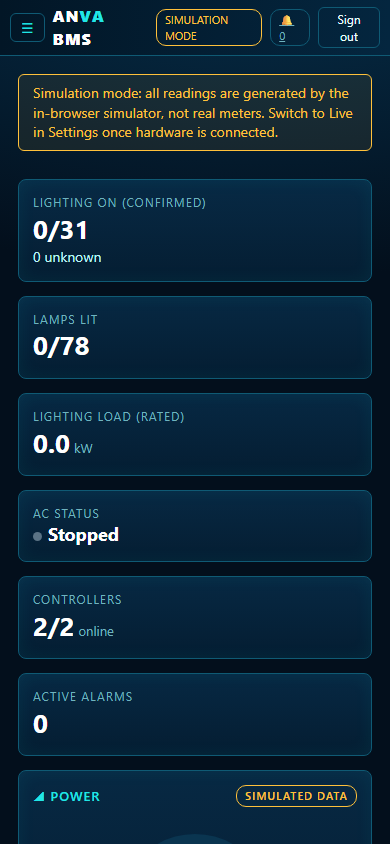 ☰
ANVA
BMS
SIMULATION
MODE
🔔
0
Sign
out
Simulation mode: all readings are generated by the
in-browser simulator, not real meters. Switch to Live
in Settings once hardware is connected.
LIGHTING ON (CONFIRMED)
0/31
0 unknown
LAMPS LIT
0/78
LIGHTING LOAD (RATED)
0.0 kW
AC STATUS
Stopped
CONTROLLERS
2/2 online
ACTIVE ALARMS
0
POWER
SIMULATED DATA